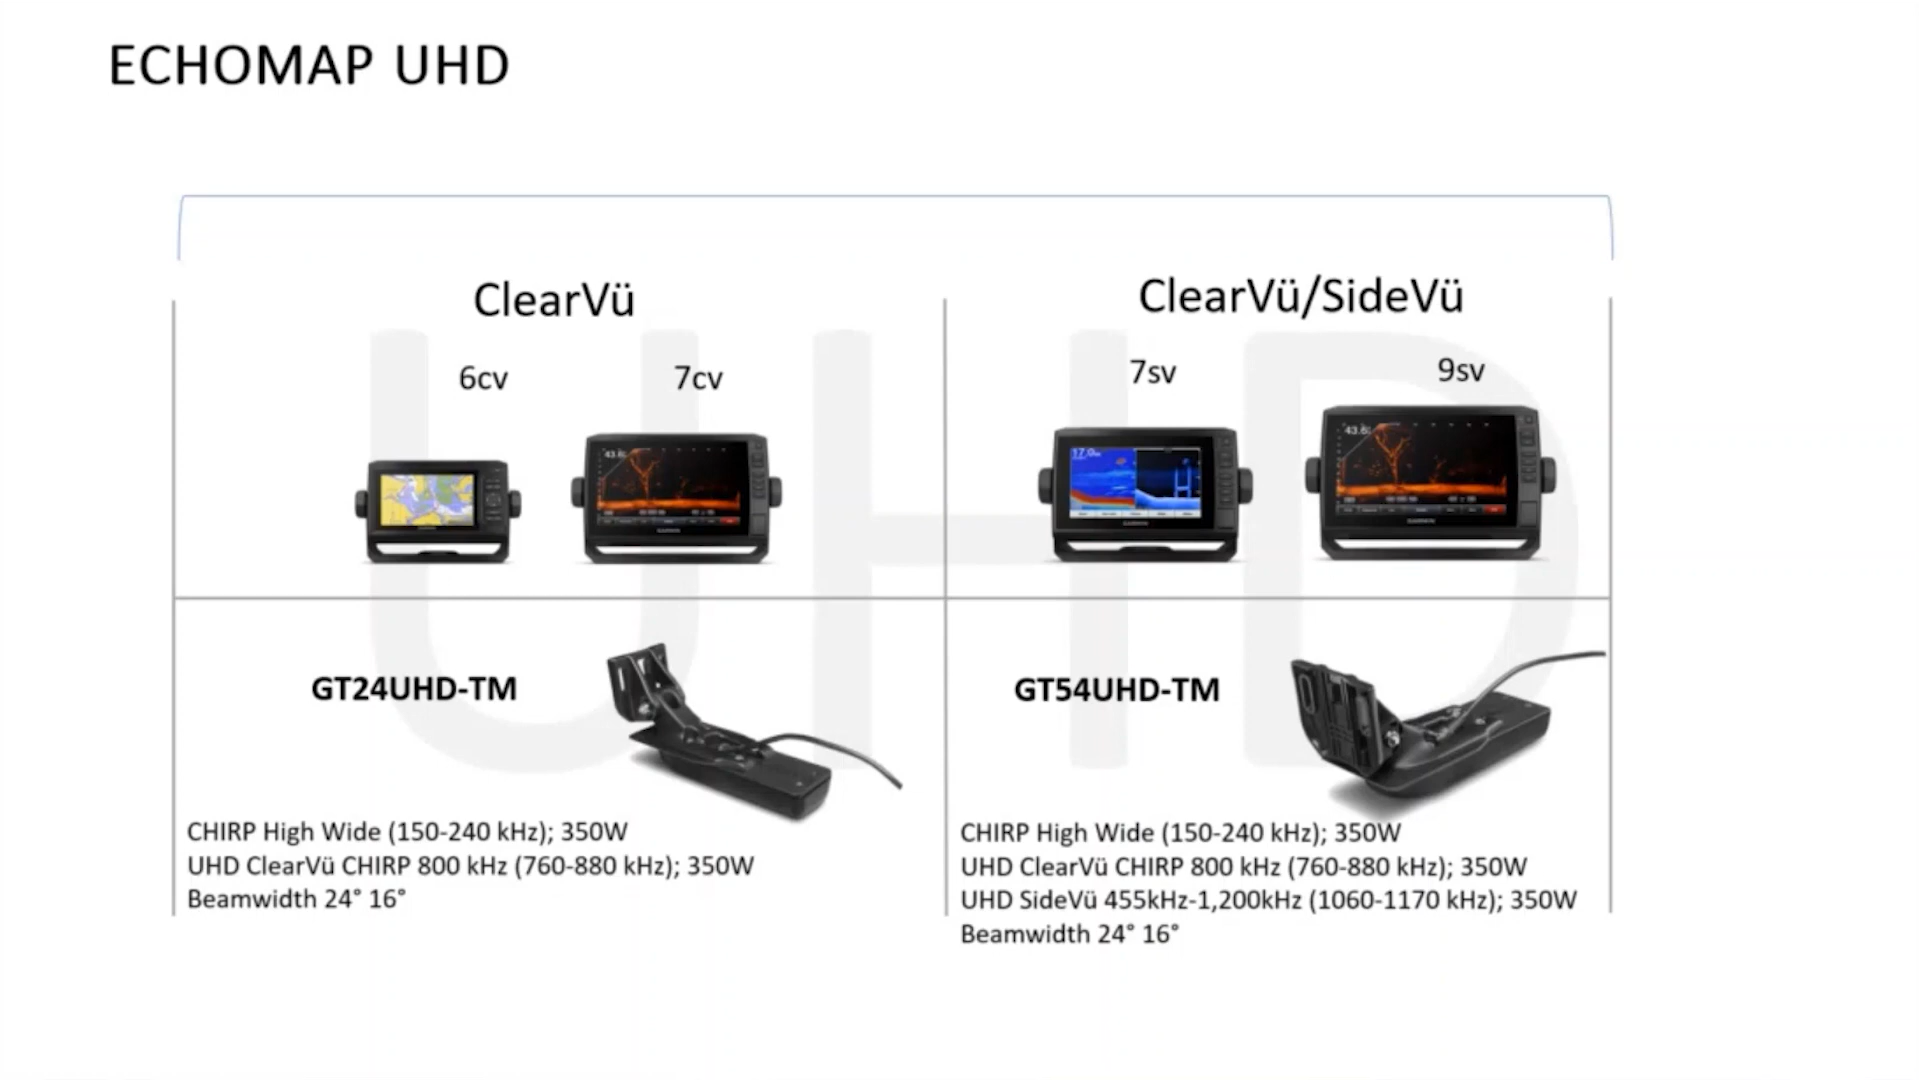 ECHOMAP UHD
ClearVü
ClearVü/SideVü
6cv
7cv
7sv
9sv
GT24UHD-TM
GT54UHD-TM
CHIRP High Wide (150-240 kHz); 350W
UHD ClearVü CHIRP 800 kHz (760-880 kHz); 350W
Beamwidth 24° 16°
CHIRP High Wide (150-240 kHz); 350W
UHD ClearVü CHIRP 800 kHz (760-880 kHz); 350W
UHD SideVü 455kHz-1,200kHz (1060-1170 kHz); 350W
Beamwidth 24° 16°
UHD